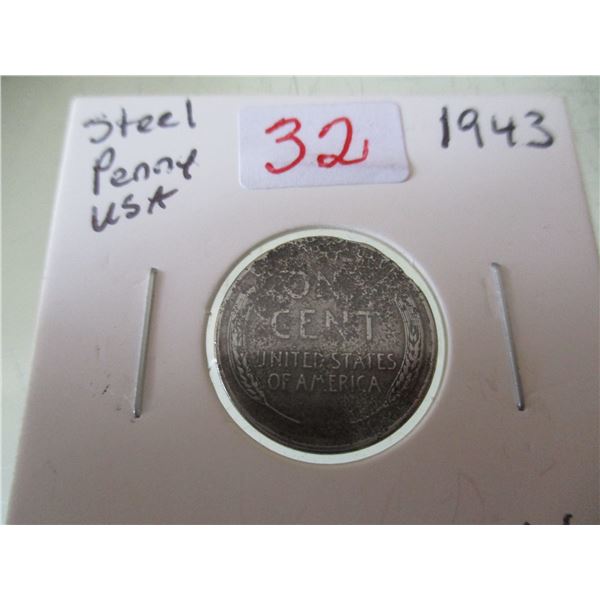 Steel
Penny
USA
32
1943
ONE
CENT
UNITED STATES
OF AMERICA